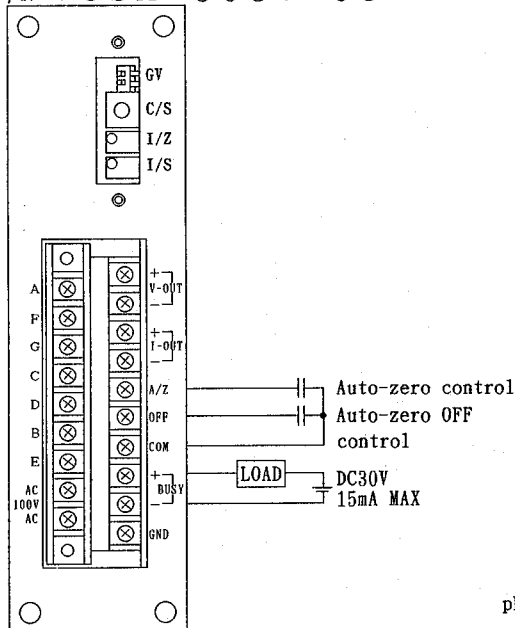 GV
C/S
I/Z
I/S
A
F
G
C
D
B
E
AC
100V
AC
+
V-OUT
−
+
I-OUT
−
A/Z
OFF
COM
+
BUSY
−
GND
Auto-zero control
Auto-zero OFF
control
LOAD
DC30V
15mA MAX